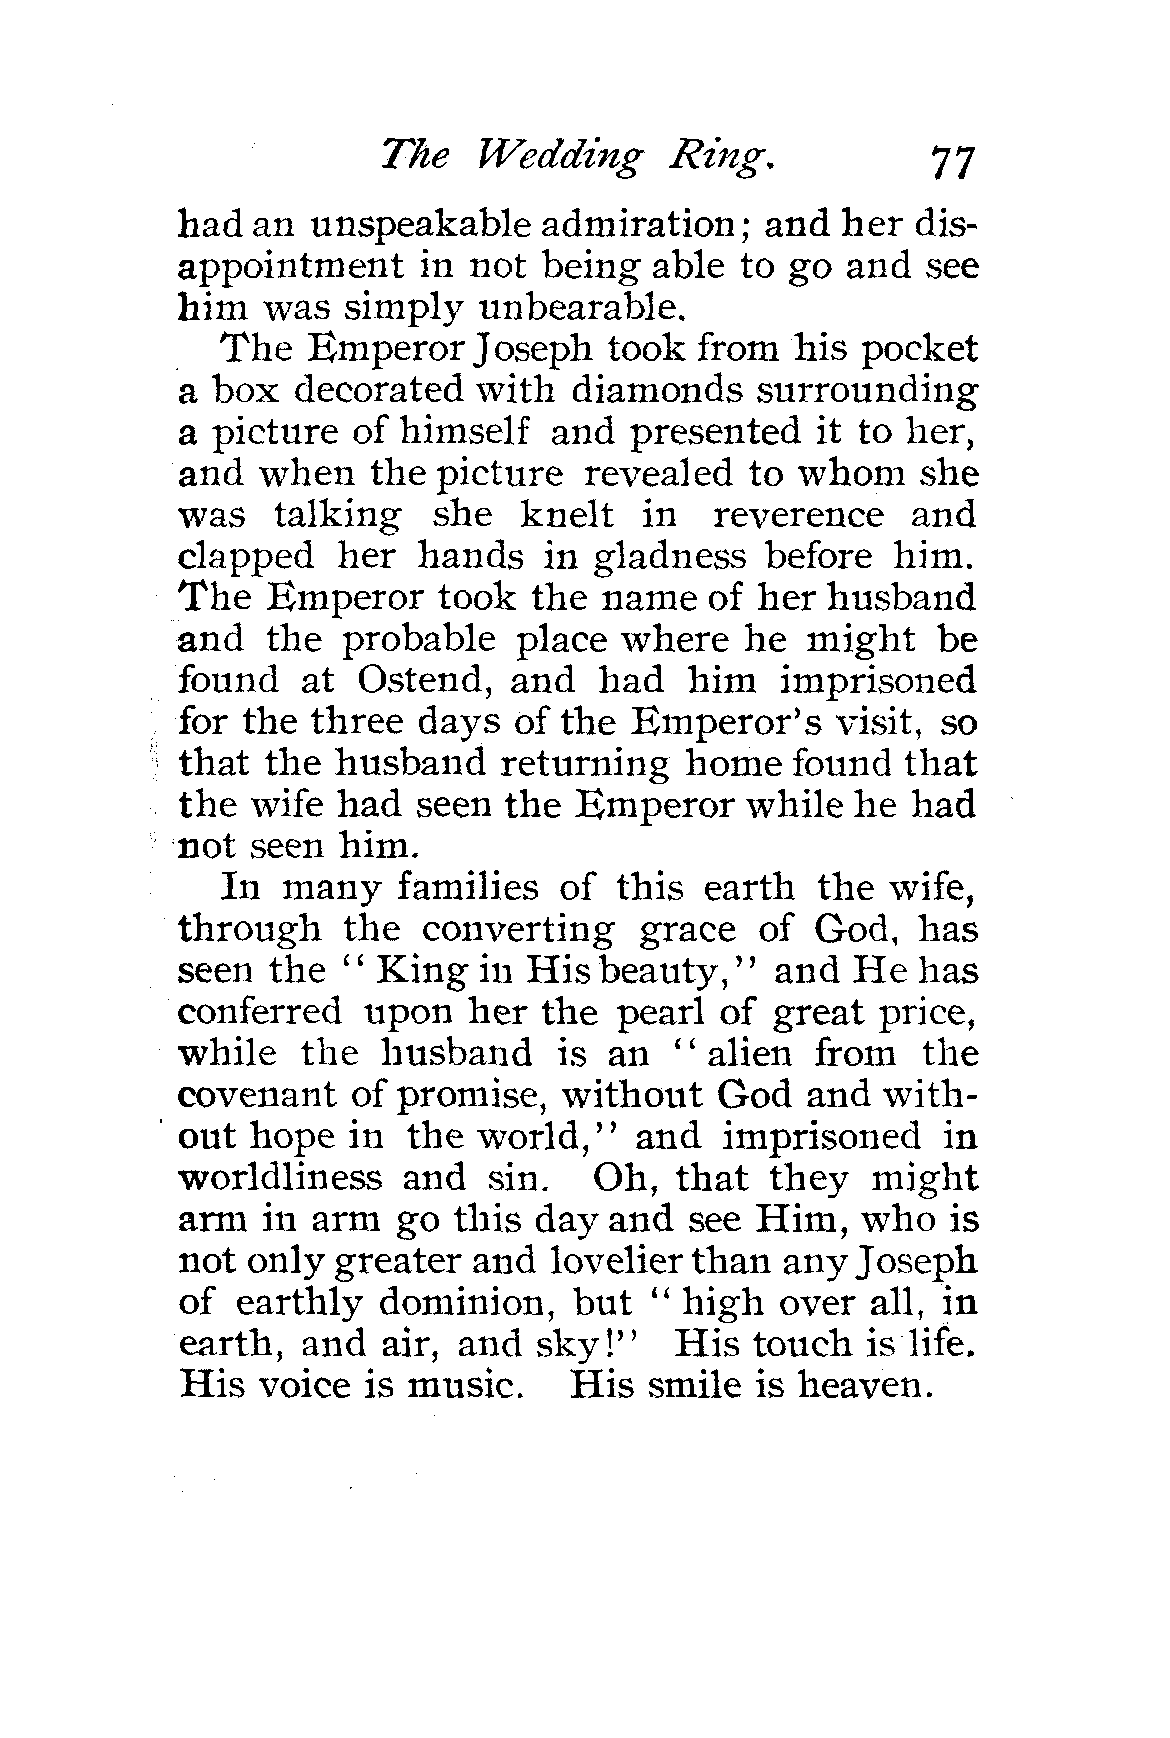 The Wedding Ring. 77
had an unspeakable admiration; and her dis-
appointment in not being able to go and see
him was simply unbearable.
The Emperor Joseph took from his pocket
a box decorated with diamonds surrounding
a picture of himself and presented it to her,
and when the picture revealed to whom she
was talking she knelt in reverence and
clapped her hands in gladness before him.
The Emperor took the name of her husband
and the probable place where he might be
found at Ostend, and had him imprisoned
for the three days of the Emperor's visit, so
that the husband returning home found that
the wife had seen the Emperor while he had
not seen him.
In many families of this earth the wife,
through the converting grace of God, has
seen the "King in His beauty," and He has
conferred upon her the pearl of great price,
while the husband is an "alien from the
covenant of promise, without God and with-
out hope in the world," and imprisoned in
worldliness and sin. Oh, that they might
arm in arm go this day and see Him, who is
not only greater and lovelier than any Joseph
of earthly dominion, but "high over all, in
earth, and air, and sky!" His touch is life.
His voice is music. His smile is heaven.